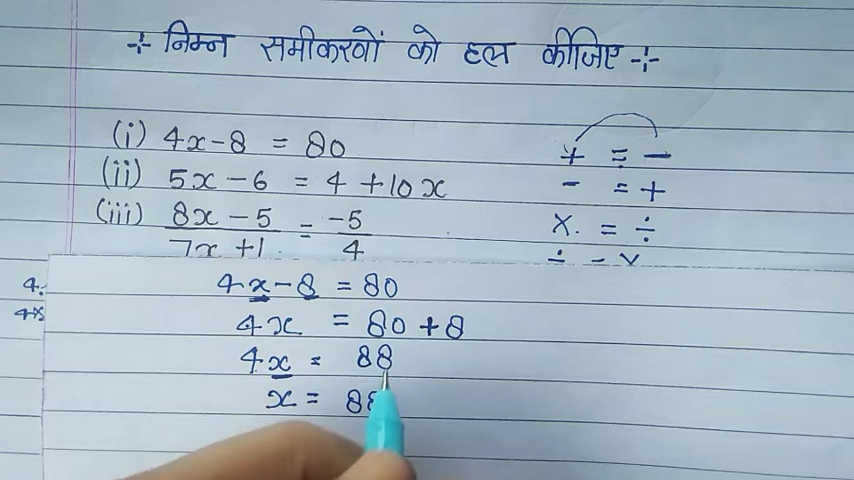 ÷ निम्न समीकरणों को हल कीजिए ÷
(i) 4x - 8 = 80
(ii) 5x - 6 = 4 + 10x
(iii) 8x - 5 / 7x + 1 = -5 / 4
+ = -
- = +
x. = ÷
÷ = x
4x - 8 = 80
4x = 80 + 8
4x = 88
x = 88